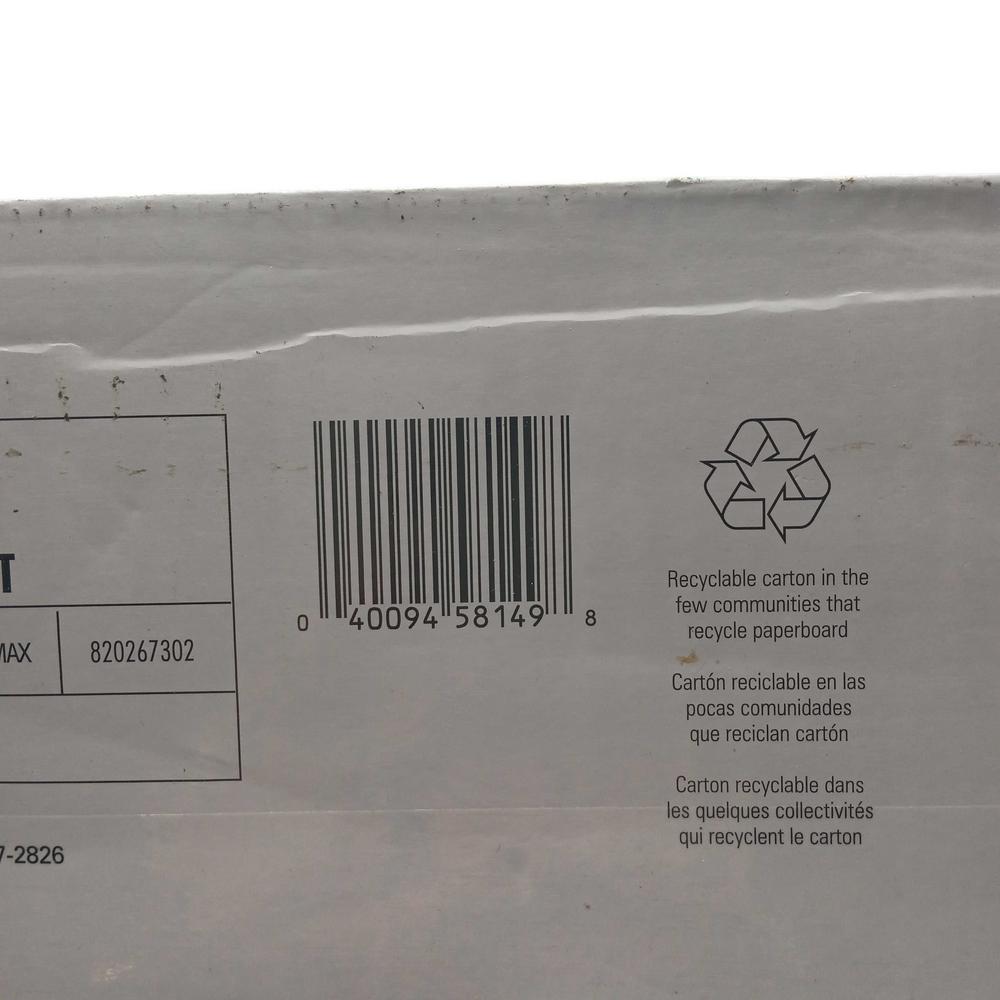 T
MAX
820267302
7-2826
0 40094 58149 8
Recyclable carton in the
few communities that
recycle paperboard
Cartón reciclable en las
pocas comunidades
que reciclan cartón
Carton recyclable dans
les quelques collectivités
qui recyclent le carton